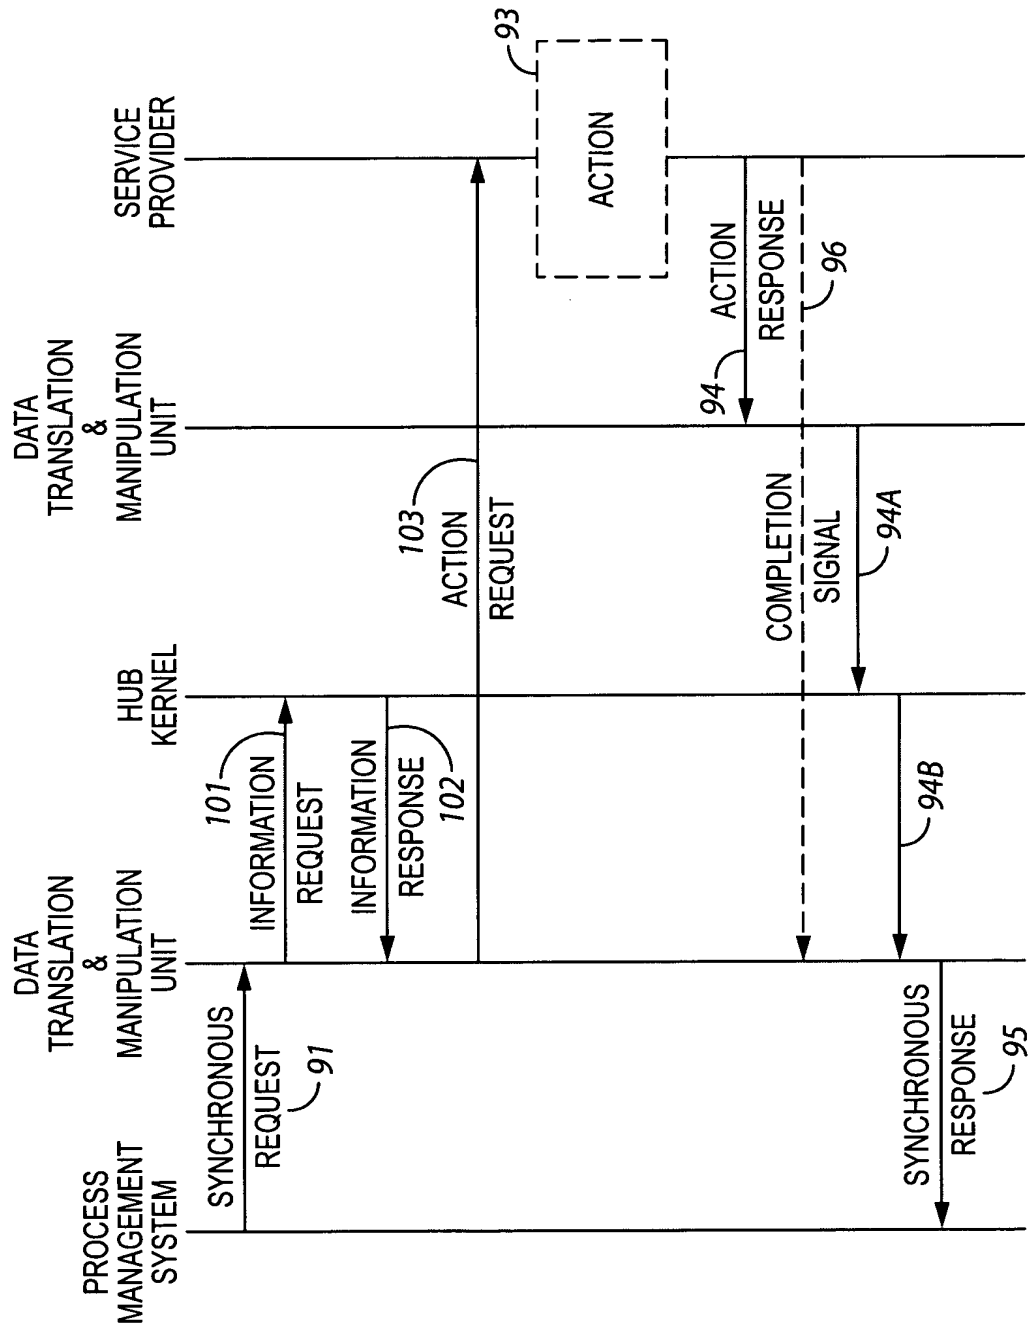 PROCESS
MANAGEMENT
SYSTEM
DATA
TRANSLATION
&
MANIPULATION
UNIT
HUB
KERNEL
DATA
TRANSLATION
&
MANIPULATION
UNIT
SERVICE
PROVIDER
SYNCHRONOUS
REQUEST
91
101
INFORMATION
REQUEST
INFORMATION
RESPONSE
102
103
ACTION
REQUEST
93
ACTION
94
ACTION
RESPONSE
96
COMPLETION
SIGNAL
94A
94B
SYNCHRONOUS
RESPONSE
95